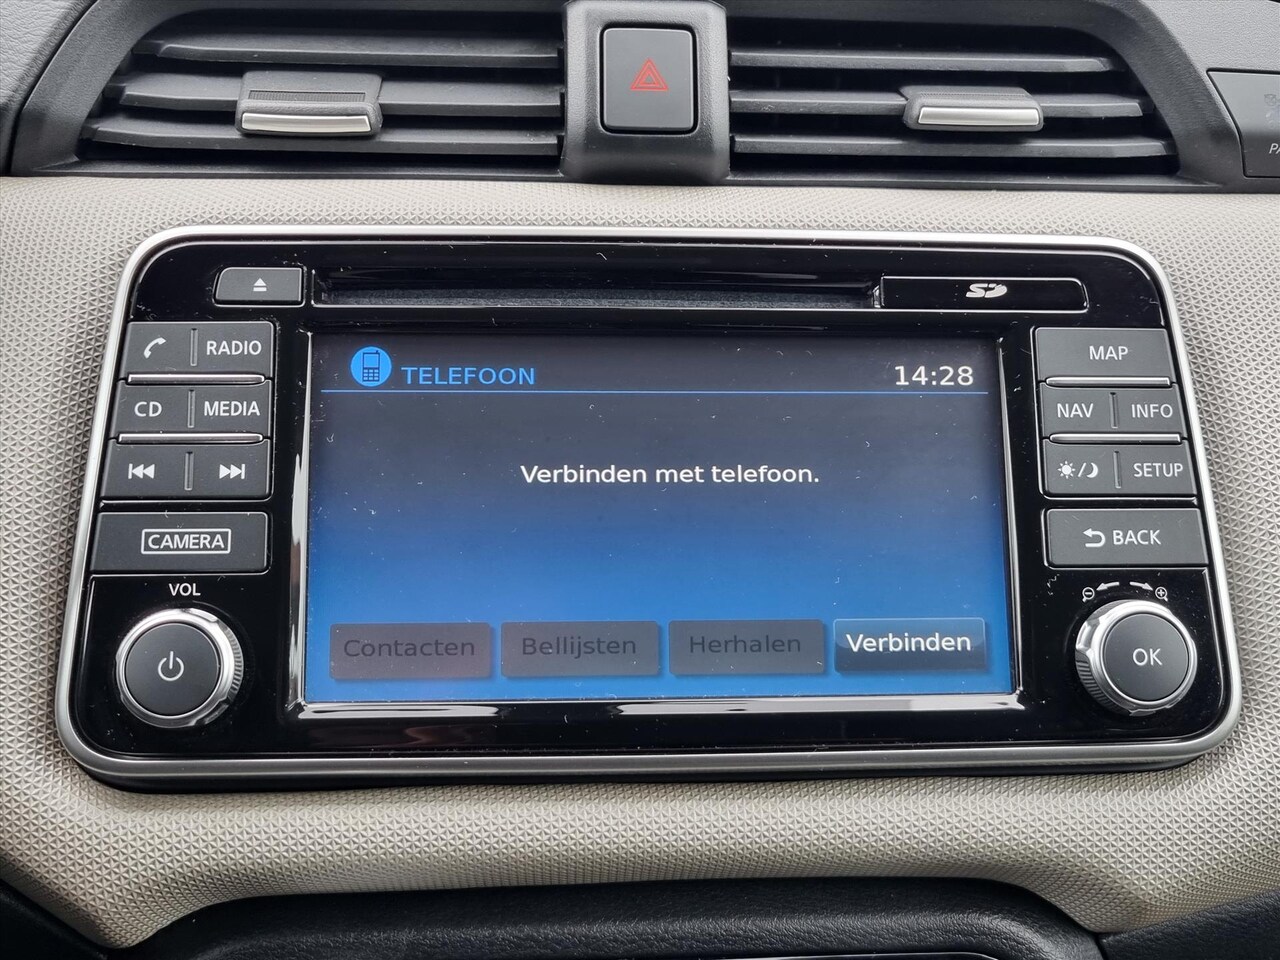 SD
RADIO
MAP
CD
MEDIA
NAV
INFO
SETUP
CAMERA
BACK
VOL
OK
TELEFOON
14:28
Verbinden met telefoon.
Contacten
Bellijsten
Herhalen
Verbinden